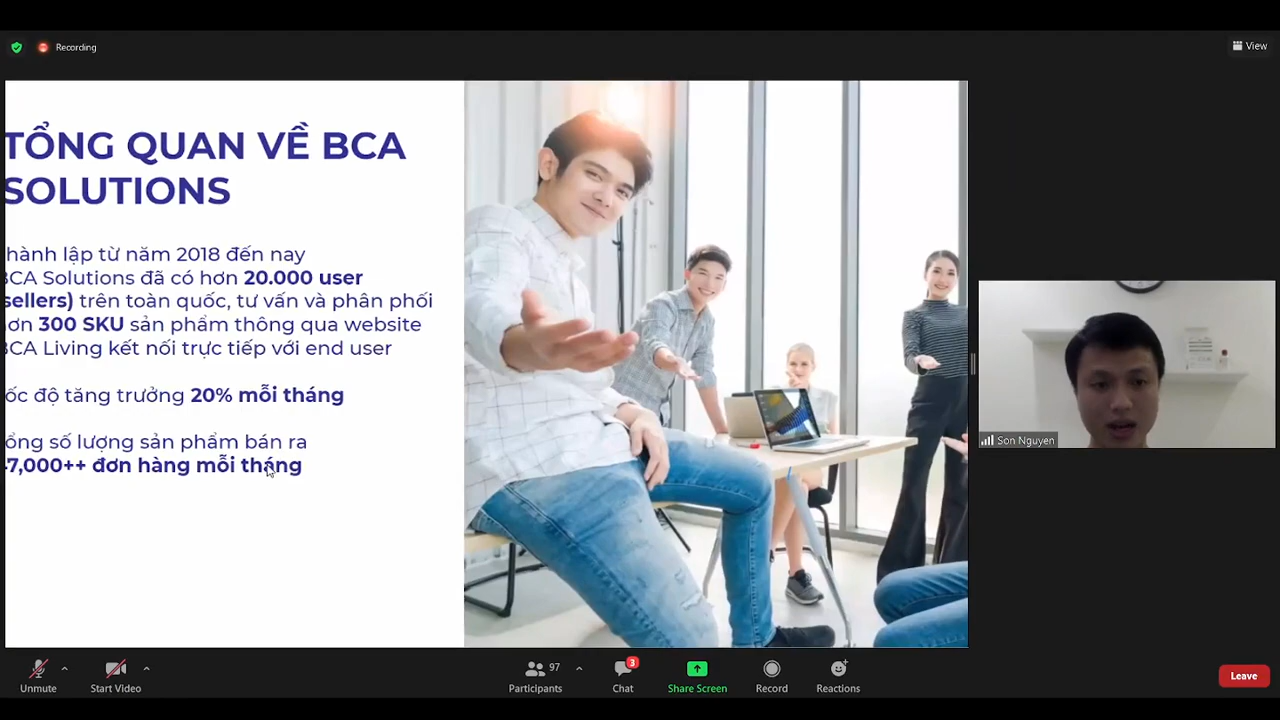 Recording
View
TỔNG QUAN VỀ BCA
SOLUTIONS
hành lập từ năm 2018 đến nay
BCA Solutions đã có hơn 20.000 user
sellers) trên toàn quốc, tư vấn và phân phối
ơn 300 SKU sản phẩm thông qua website
BCA Living kết nối trực tiếp với end user
ốc độ tăng trưởng 20% mỗi tháng
ổng số lượng sản phẩm bán ra
7,000++ đơn hàng mỗi tháng
Son Nguyen
Unmute
Start Video
Participants
97
Chat
3
Share Screen
Record
Reactions
Leave